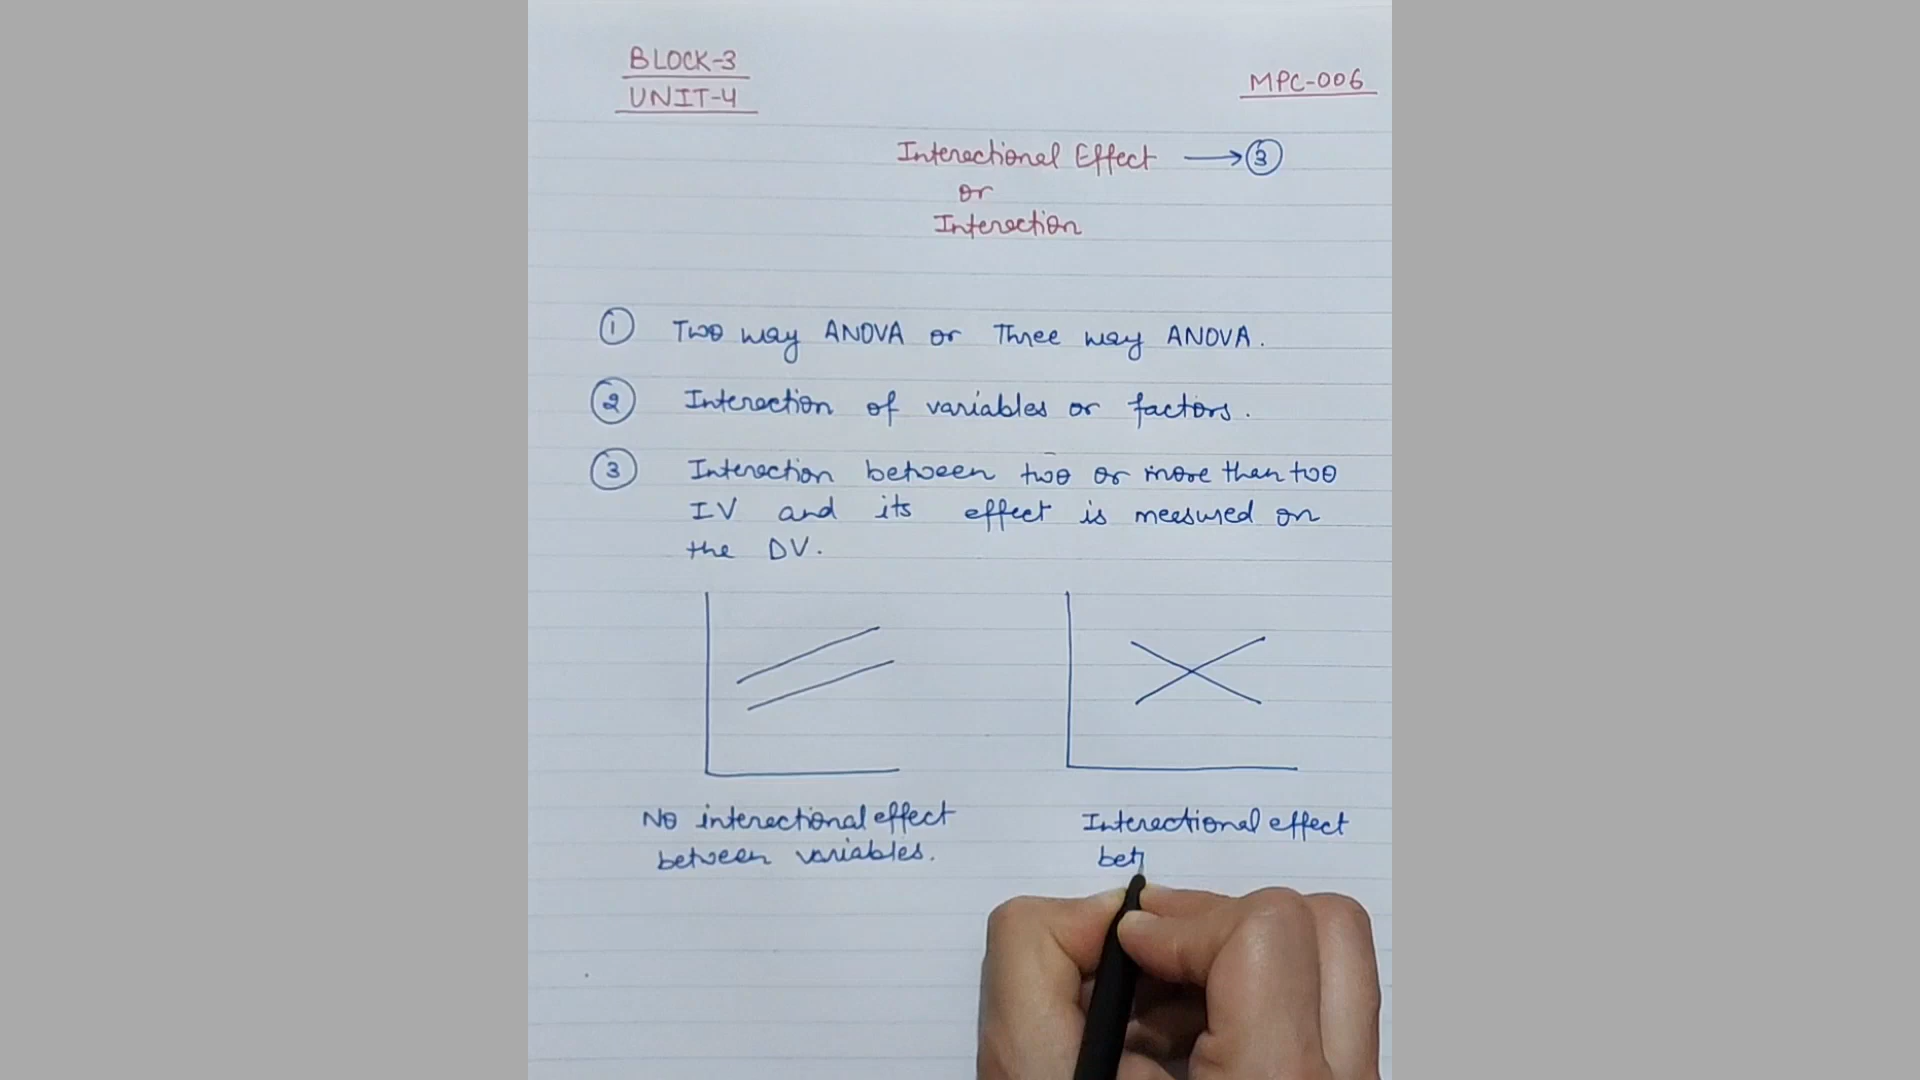 BLOCK-3
UNIT-4
MPC-006
Interactional Effect → 3
or
Interaction
1 Two way ANOVA or Three way ANOVA.
2 Interaction of variables or factors.
3 Interaction between two or more than two
IV and its effect is measured on
the DV.
No interactional effect
between variables.
Interactional effect
bet